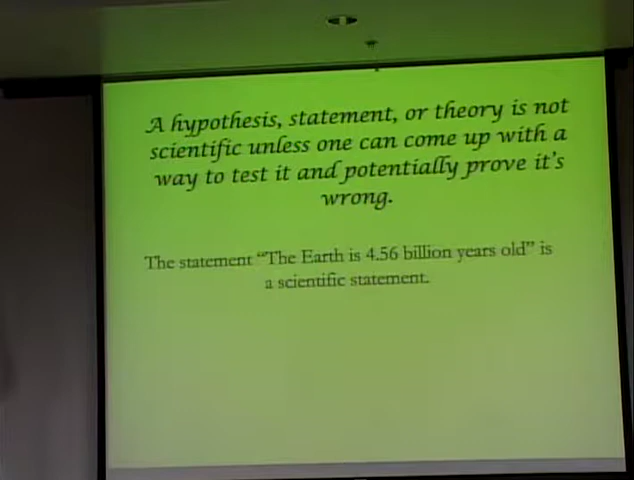 A hypothesis, statement, or theory is not
scientific unless one can come up with a
way to test it and potentially prove it's
wrong.
The statement “The Earth is 4.56 billion years old” is
a scientific statement.